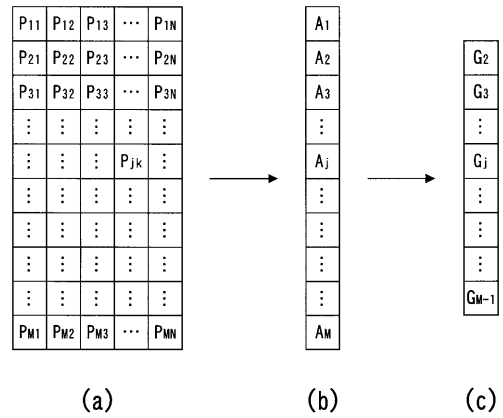 P11 P12 P13 ⋯ P1N A1
P21 P22 P23 ⋯ P2N A2 G2
P31 P32 P33 ⋯ P3N A3 G3
⋮ ⋮ ⋮ ⋮ ⋮ ⋮ ⋮
⋮ ⋮ ⋮ Pjk ⋮ Aj Gj
⋮ ⋮ ⋮ ⋮ ⋮ ⋮ ⋮
⋮ ⋮ ⋮ ⋮ ⋮ ⋮ ⋮
⋮ ⋮ ⋮ ⋮ ⋮ ⋮ ⋮
⋮ ⋮ ⋮ ⋮ ⋮ ⋮ GM-1
PM1 PM2 PM3 ⋯ PMN AM
(a) (b) (c)